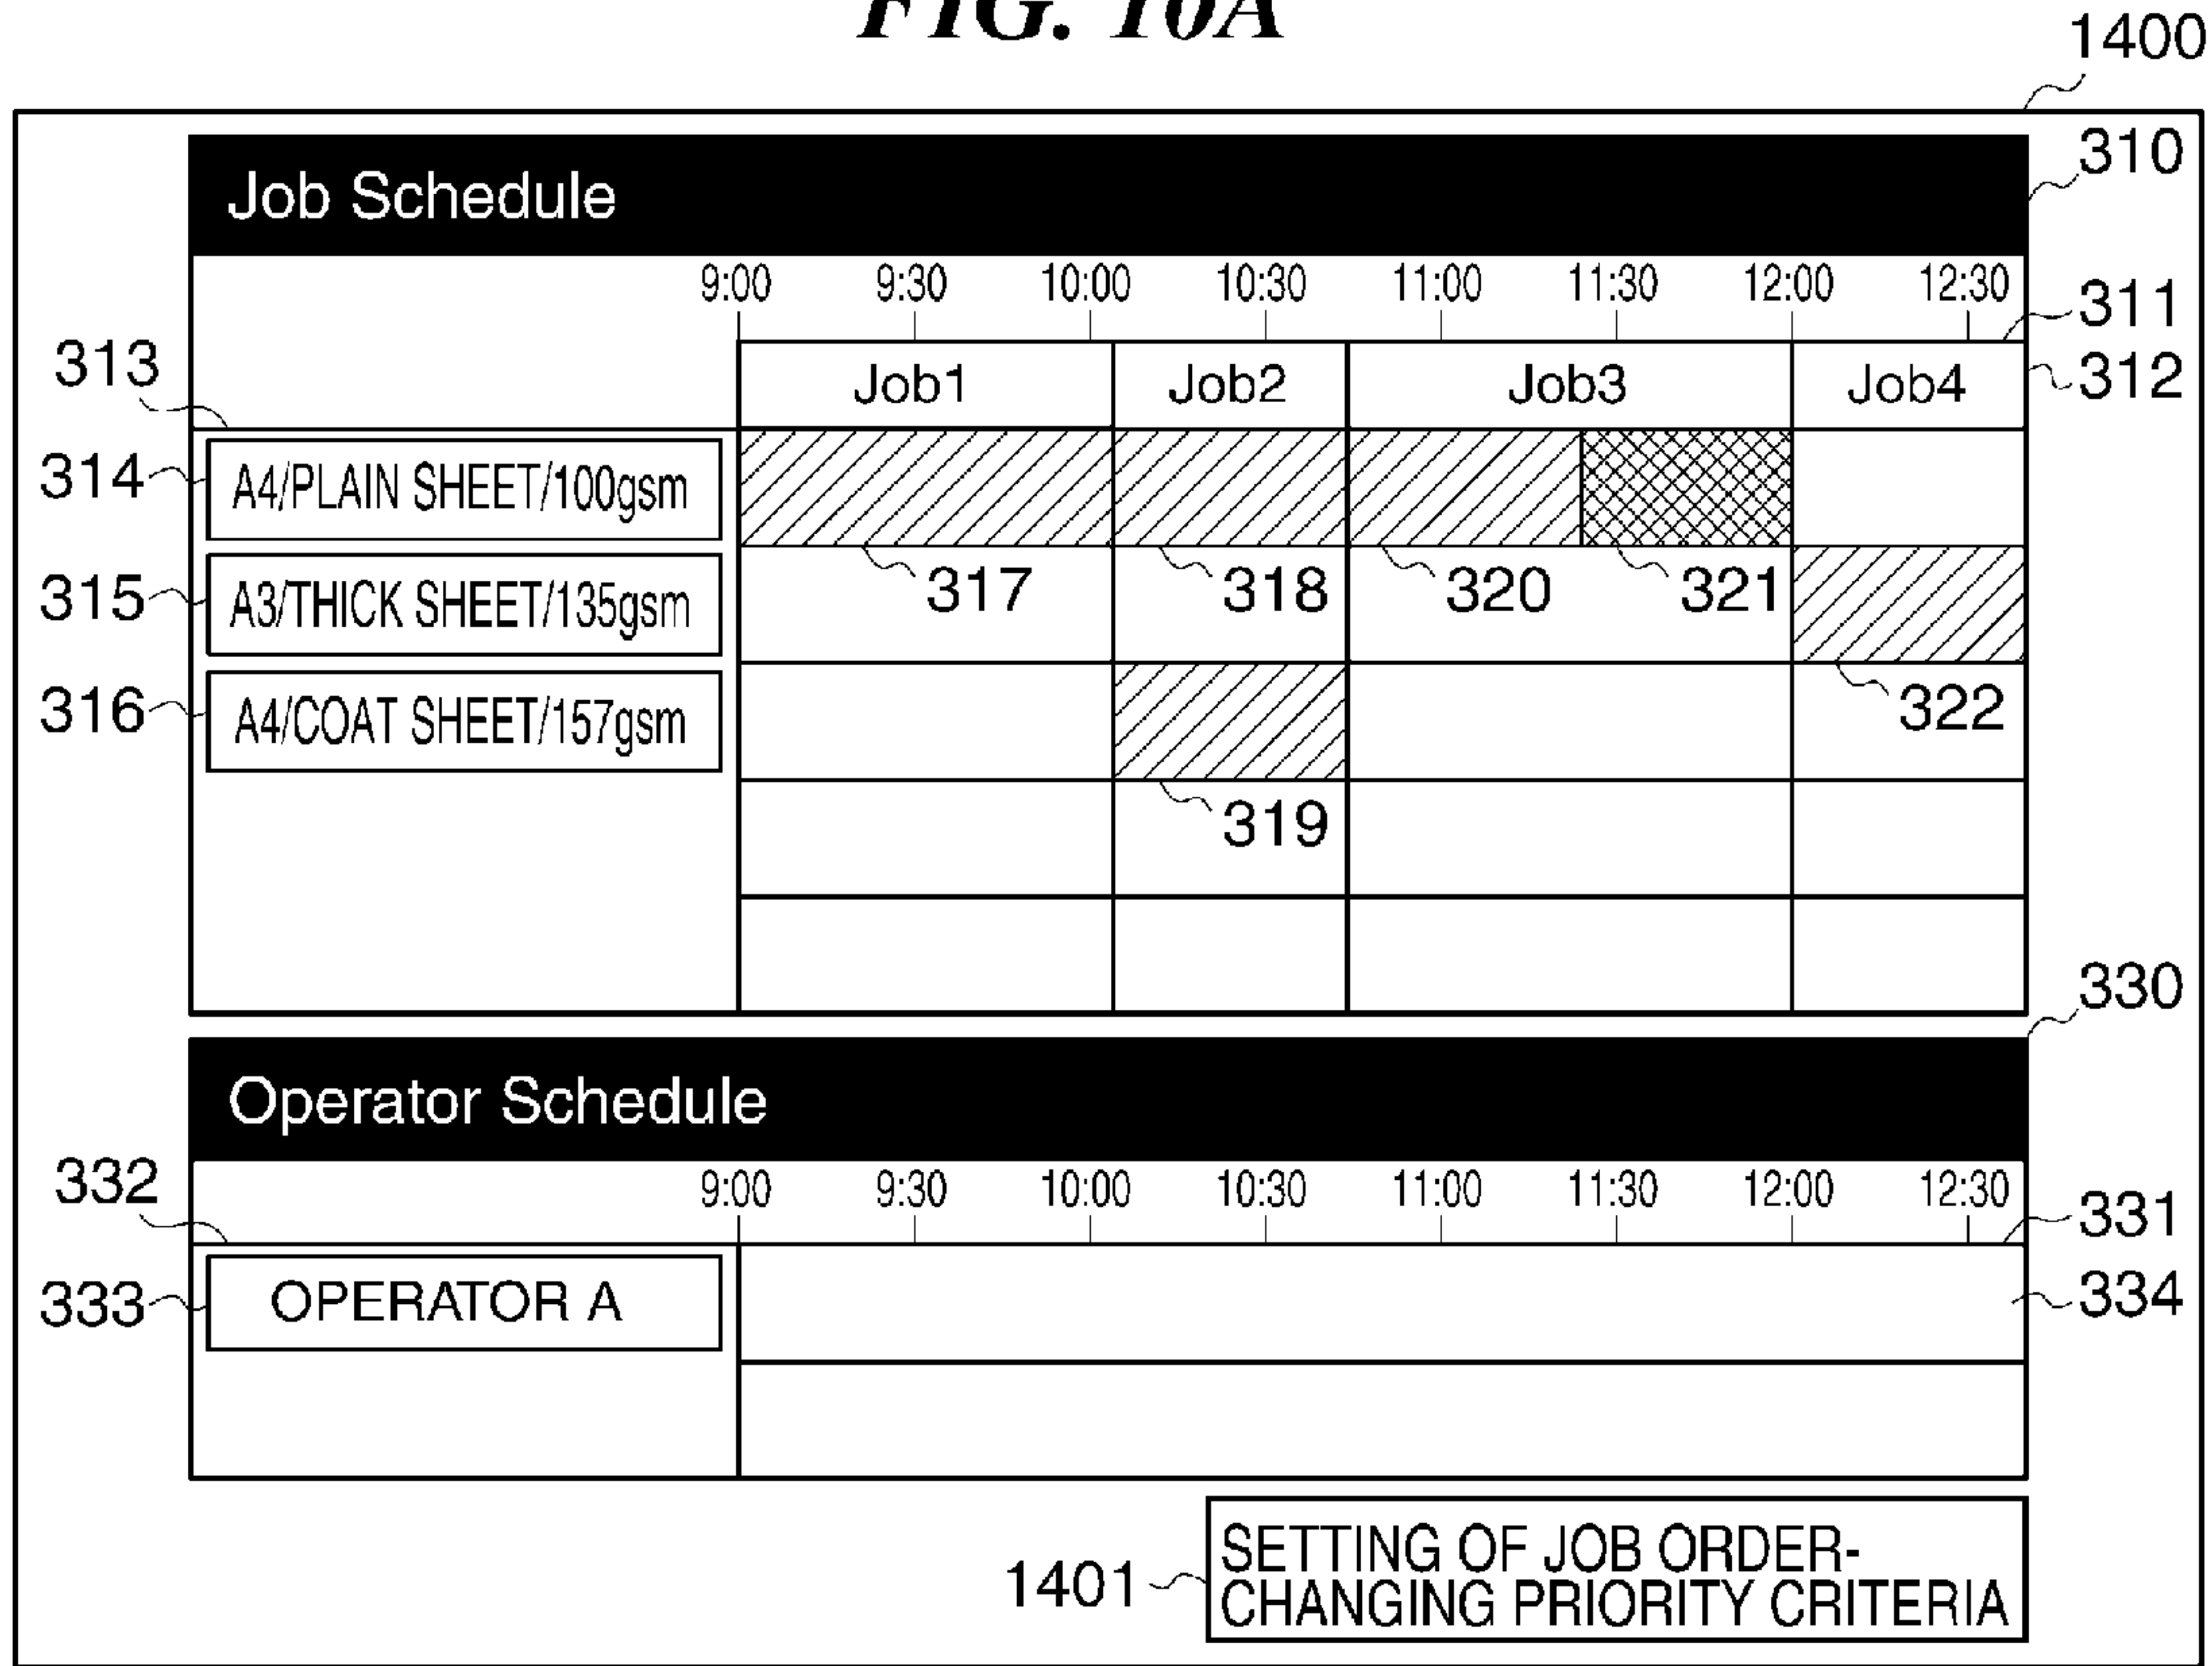 FIG. 10A
1400
Job Schedule
310
9:00 9:30 10:00 10:30 11:00 11:30 12:00 12:30
311
313
Job1 Job2 Job3 Job4
312
314
A4/PLAIN SHEET/100gsm
315
A3/THICK SHEET/135gsm
317 318 320 321
316
A4/COAT SHEET/157gsm
322
319
330
Operator Schedule
332
9:00 9:30 10:00 10:30 11:00 11:30 12:00 12:30
331
333
OPERATOR A
334
1401
SETTING OF JOB ORDER-
CHANGING PRIORITY CRITERIA